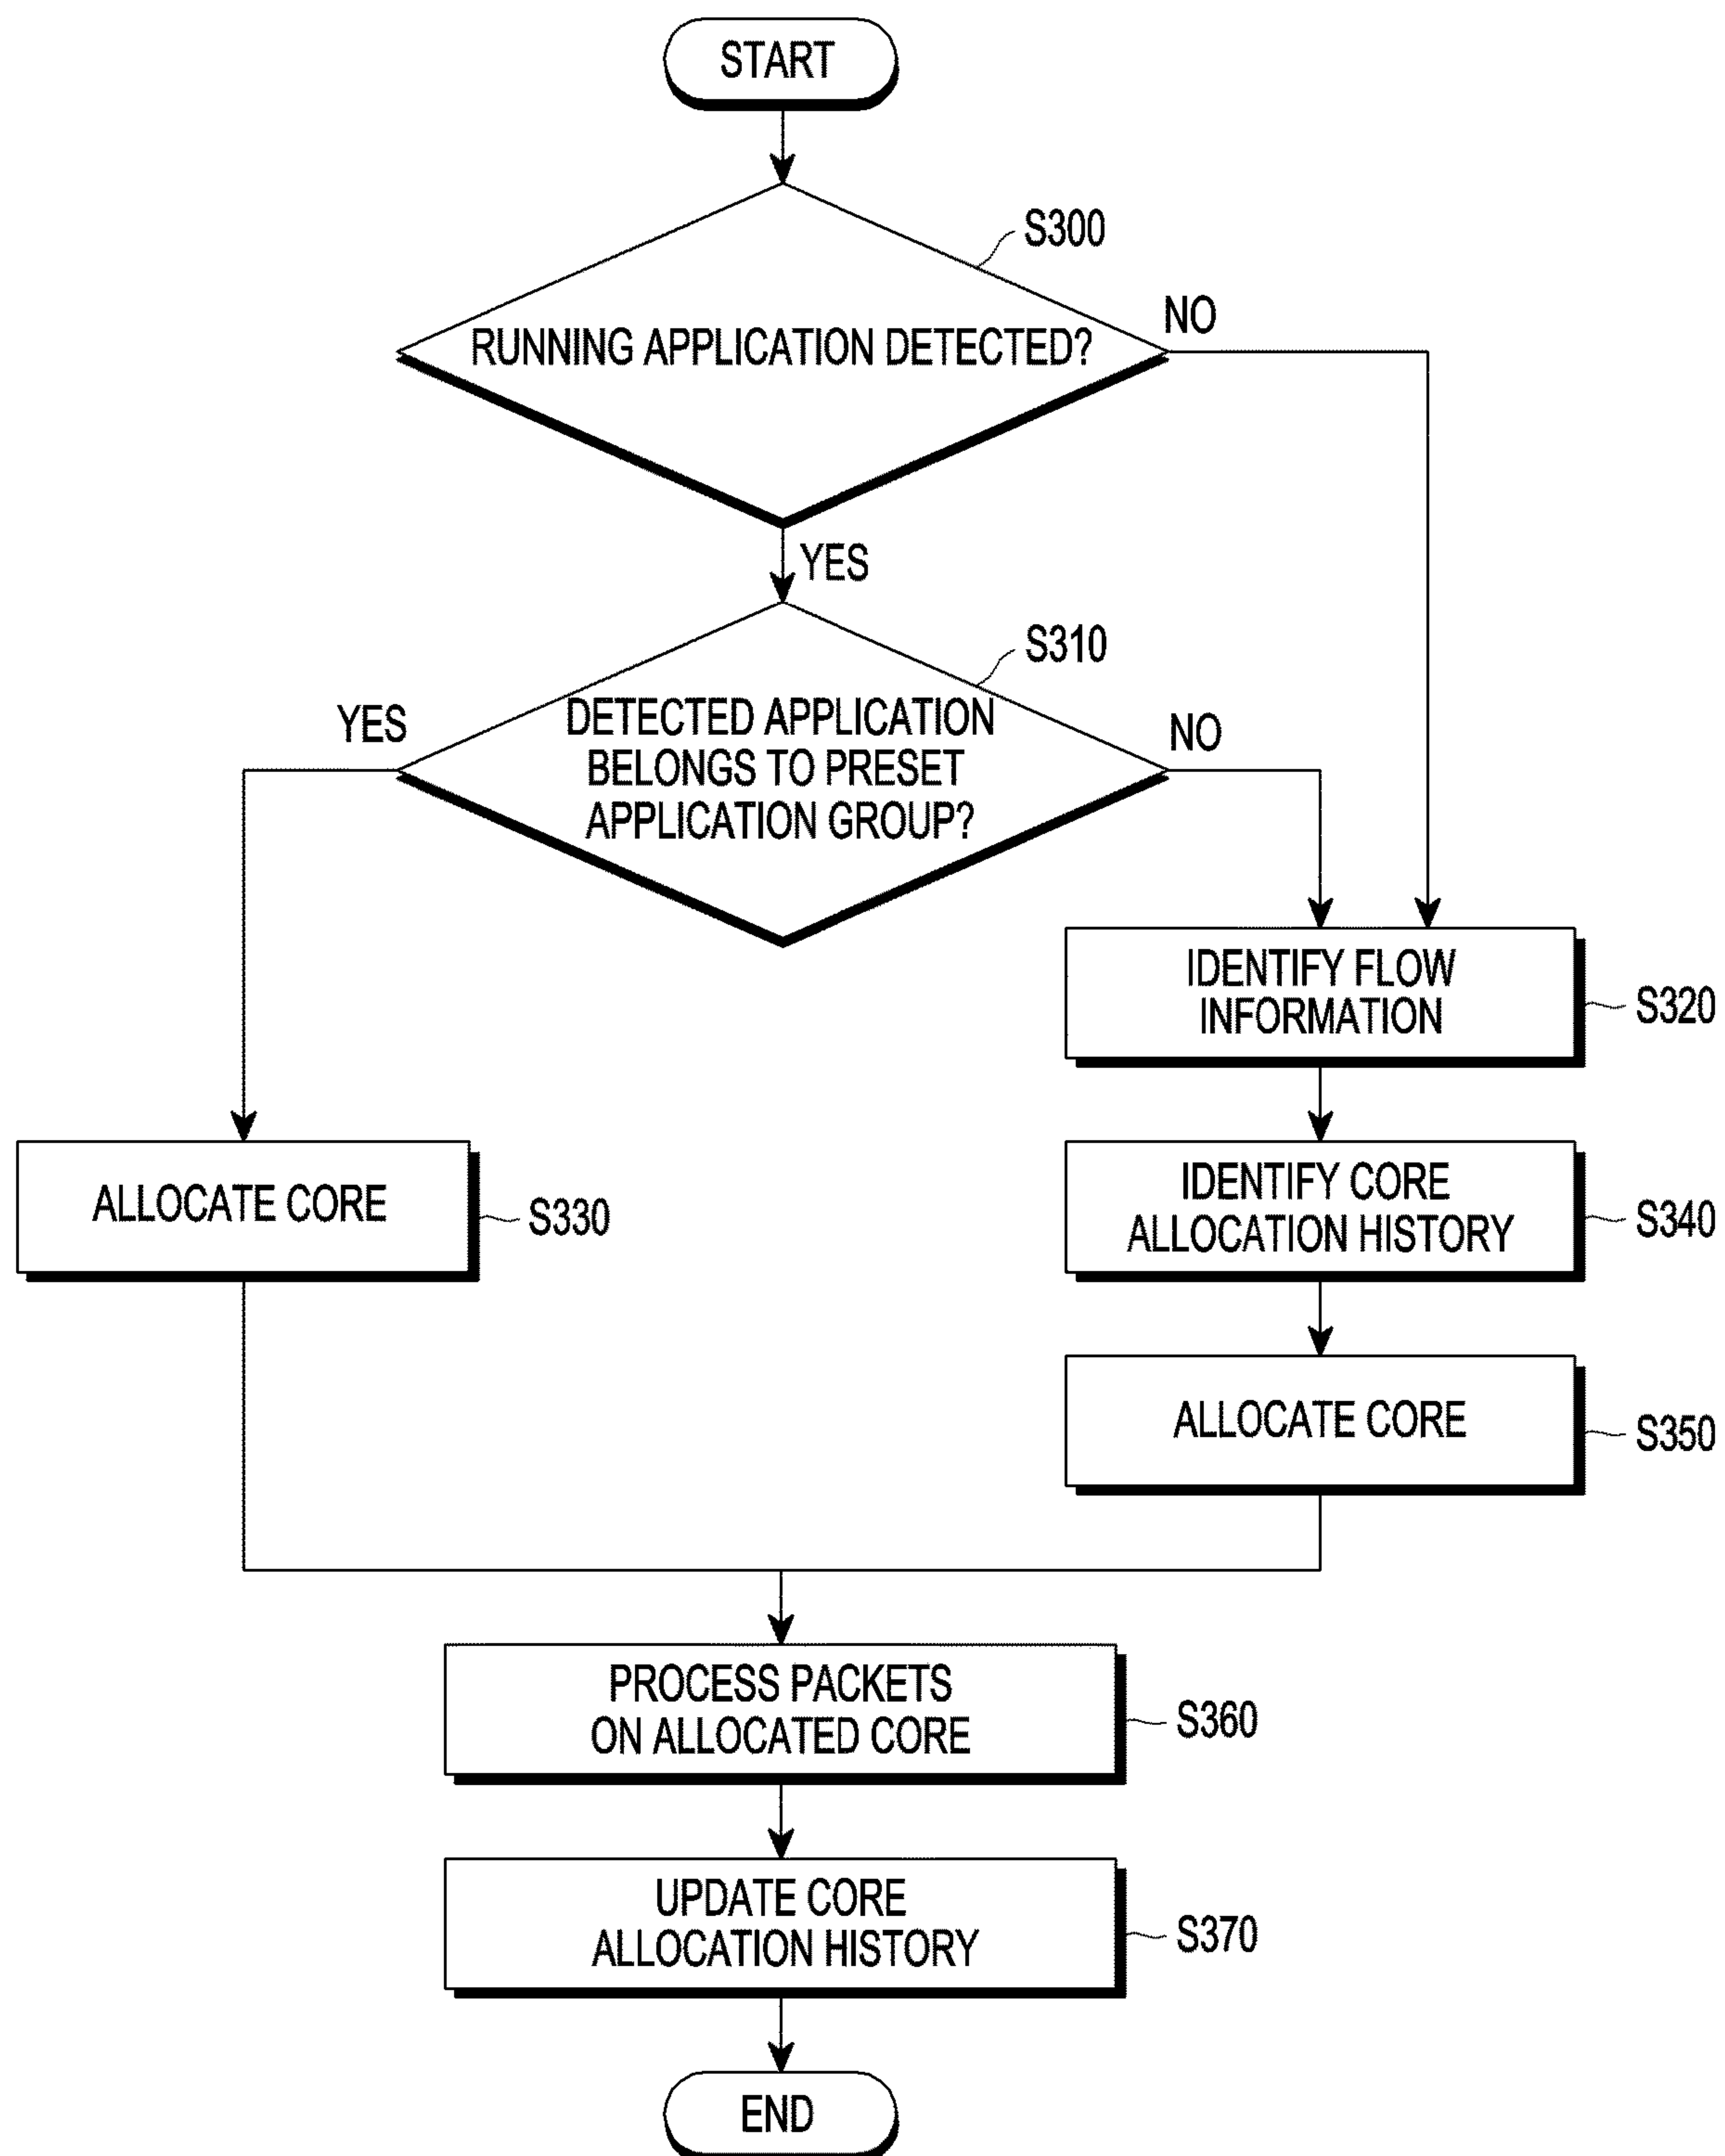 START
S300
NO
RUNNING APPLICATION DETECTED?
YES
S310
YES
DETECTED APPLICATION
BELONGS TO PRESET
APPLICATION GROUP?
NO
IDENTIFY FLOW
INFORMATION
S320
ALLOCATE CORE
S330
IDENTIFY CORE
ALLOCATION HISTORY
S340
ALLOCATE CORE
S350
PROCESS PACKETS
ON ALLOCATED CORE
S360
UPDATE CORE
ALLOCATION HISTORY
S370
END